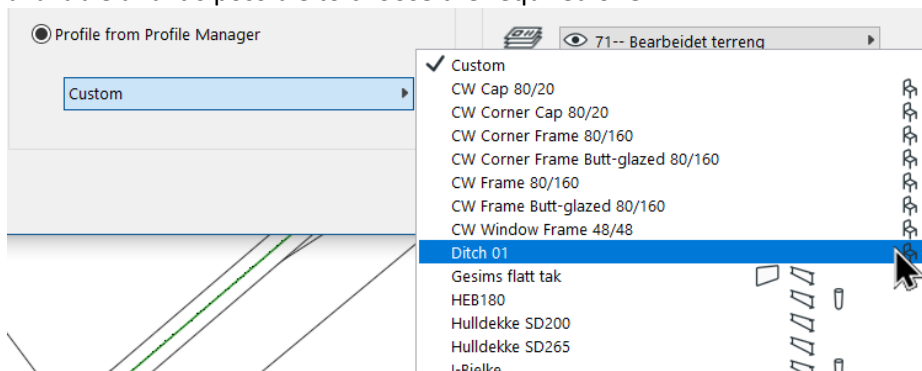 Profile from Profile Manager
71-- Bearbeidet terreng
Custom
Custom
CW Cap 80/20
CW Corner Cap 80/20
CW Corner Frame 80/160
CW Corner Frame Butt-glazed 80/160
CW Frame 80/160
CW Frame Butt-glazed 80/160
CW Window Frame 48/48
Ditch 01
Gesims flatt tak
HEB180
Hulldekke SD200
Hulldekke SD265